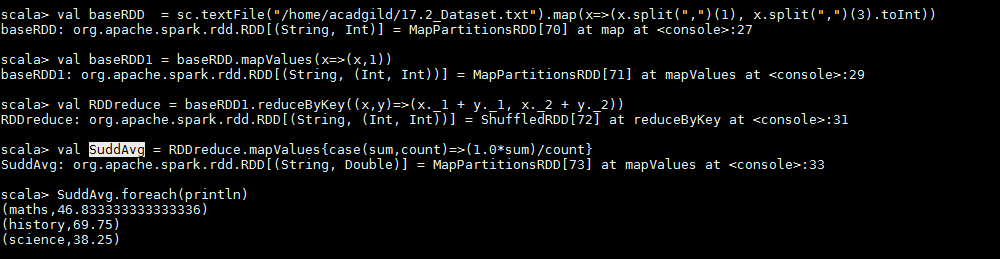 scala> val baseRDD  = sc.textFile("/home/acadgild/17.2_Dataset.txt").map(x=>(x.split(",")(1), x.split(",")(3).toInt))
baseRDD: org.apache.spark.rdd.RDD[(String, Int)] = MapPartitionsRDD[70] at map at <console>:27
scala> val baseRDD1 = baseRDD.mapValues(x=>(x,1))
baseRDD1: org.apache.spark.rdd.RDD[(String, (Int, Int))] = MapPartitionsRDD[71] at mapValues at <console>:29
scala> val RDDreduce = baseRDD1.reduceByKey((x,y)=>(x._1 + y._1, x._2 + y._2))
RDDreduce: org.apache.spark.rdd.RDD[(String, (Int, Int))] = ShuffledRDD[72] at reduceByKey at <console>:31
scala> val SuddAvg = RDDreduce.mapValues{case(sum,count)=>(1.0*sum)/count}
SuddAvg: org.apache.spark.rdd.RDD[(String, Double)] = MapPartitionsRDD[73] at mapValues at <console>:33
scala> SuddAvg.foreach(println)
(maths,46.833333333333336)
(history,69.75)
(science,38.25)